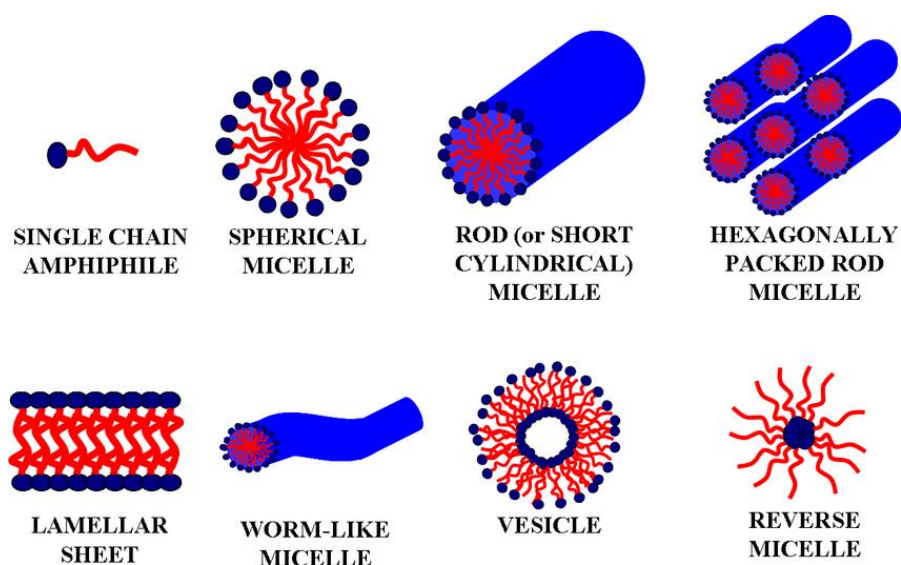 SINGLE CHAIN
AMPHIPHILE
SPHERICAL
MICELLE
ROD (or SHORT
CYLINDRICAL)
MICELLE
HEXAGONALLY
PACKED ROD
MICELLE
LAMELLAR
SHEET
WORM-LIKE
MICELLE
VESICLE
REVERSE
MICELLE